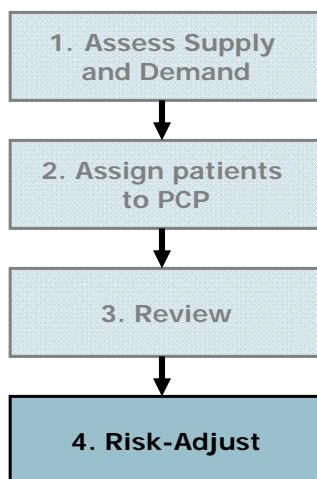 1. Assess Supply
and Demand
2. Assign patients
to PCP
3. Review
4. Risk-Adjust